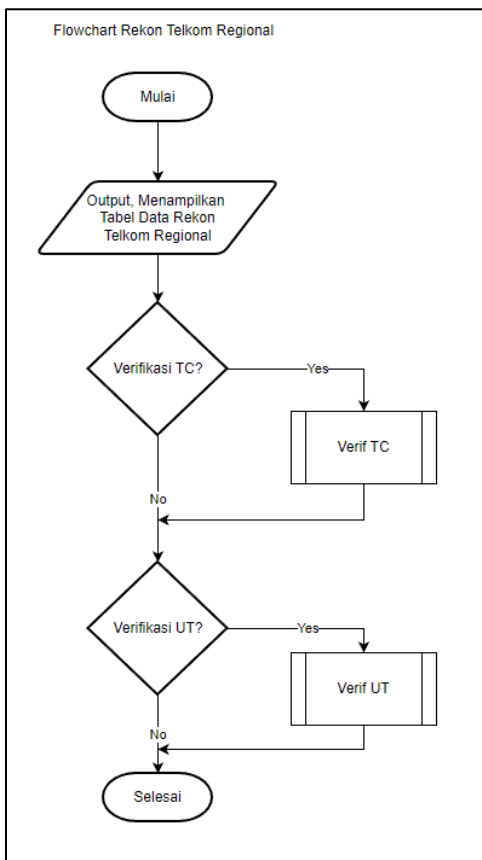 Flowchart Rekon Telkom Regional
Mulai
Output, Menampilkan
Tabel Data Rekon
Telkom Regional
Verifikasi TC?
Yes
Verif TC
No
Verifikasi UT?
Yes
Verif UT
No
Selesai